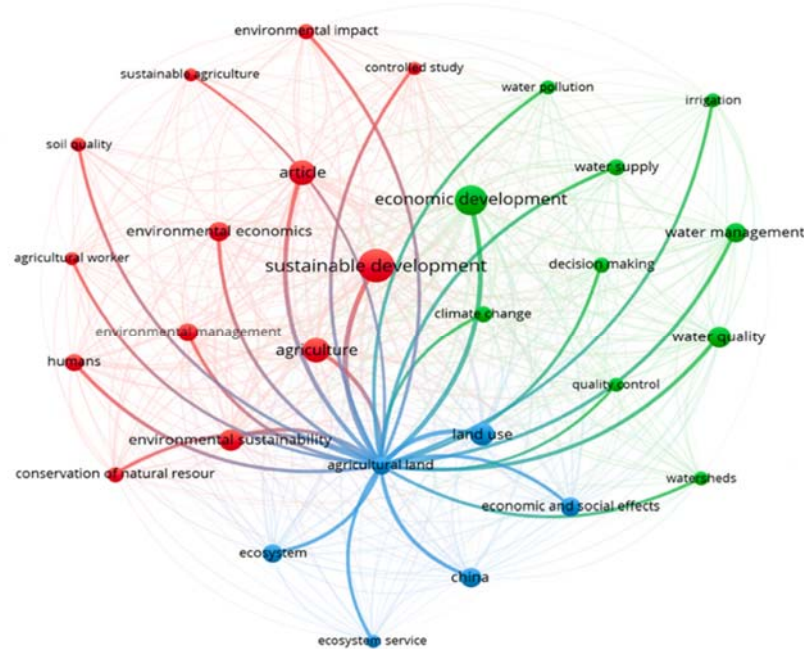 environmental impact
sustainable agriculture
controlled study
water pollution
irrigation
soil quality
article
water supply
economic development
environmental economics
water management
agricultural worker
sustainable development
decision making
climate change
environmental management
agriculture
water quality
humans
quality control
environmental sustainability
land use
agricultural land
conservation of natural resour
watersheds
economic and social effects
ecosystem
china
ecosystem service